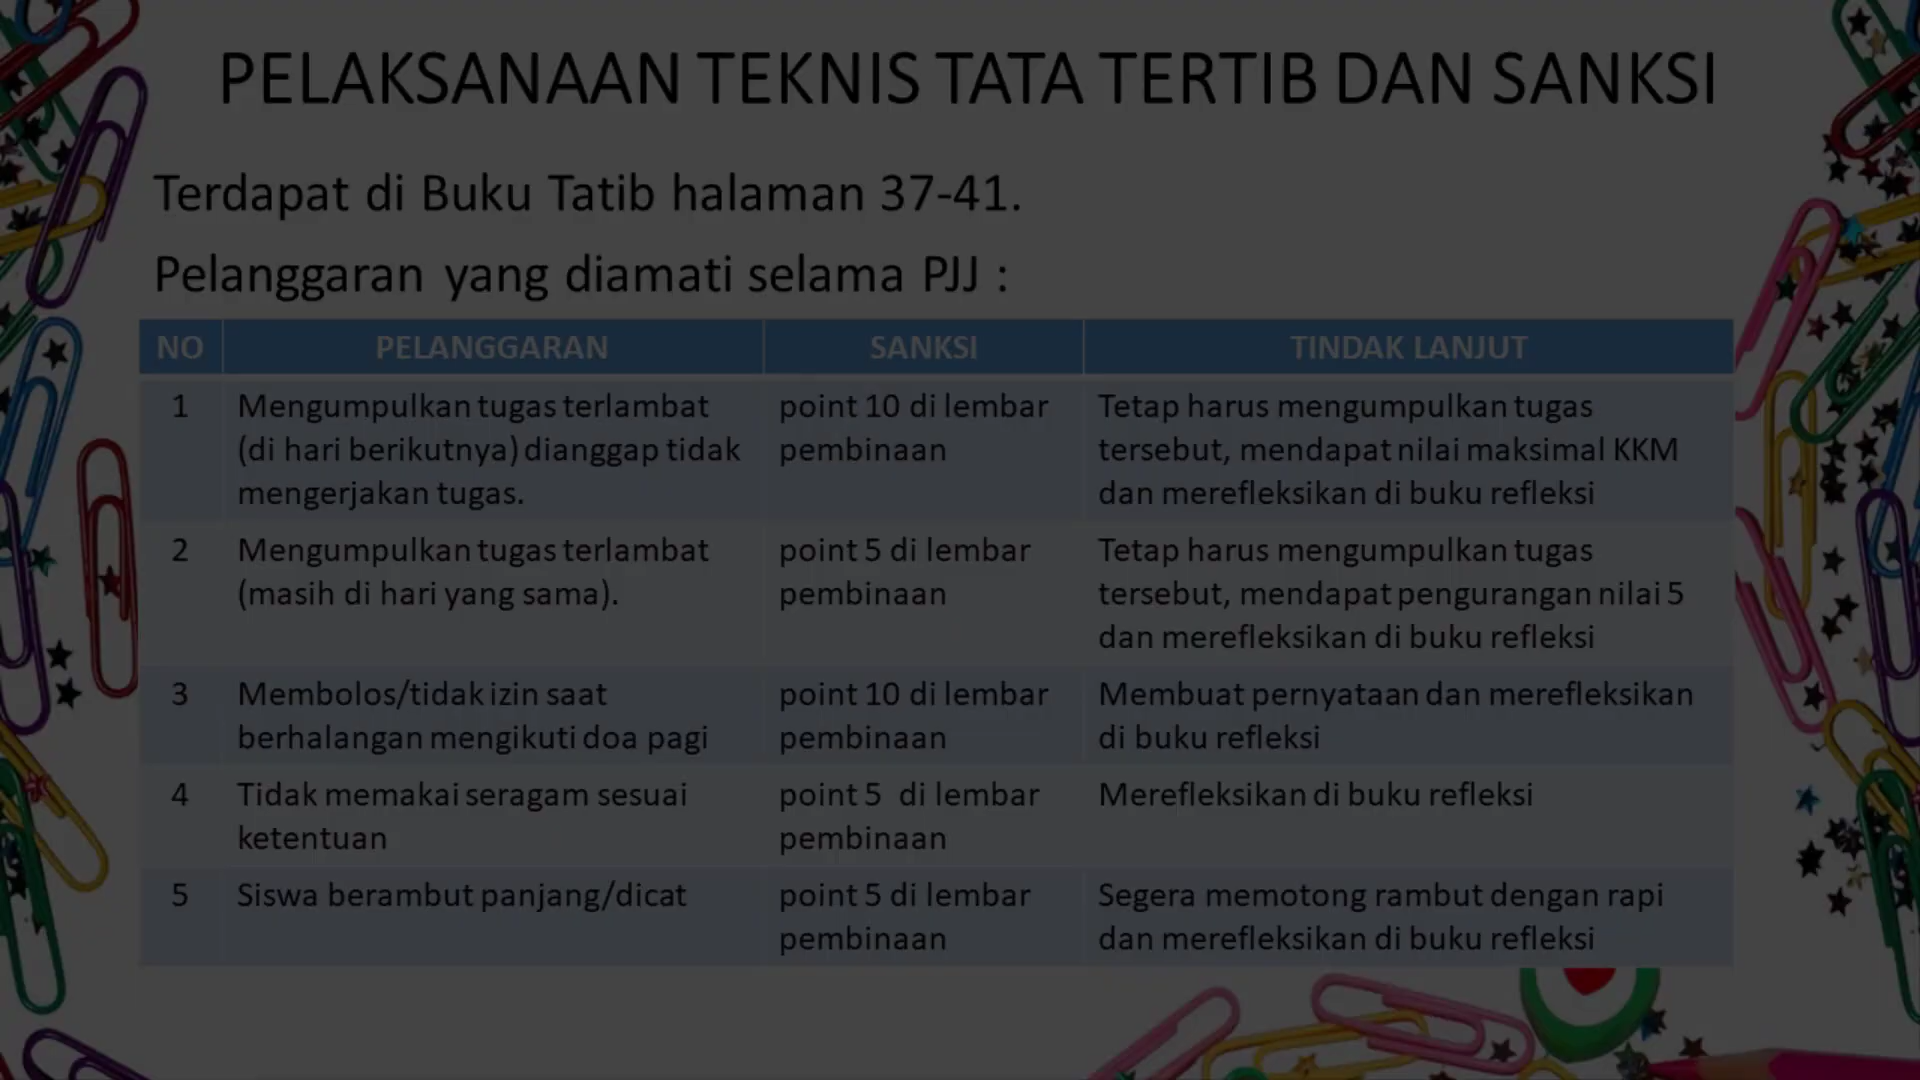 PELAKSANAAN TEKNIS TATA TERTIB DAN SANKSI
Terdapat di Buku Tatib halaman 37-41.
Pelanggaran yang diamati selama PJJ :
NO PELANGGARAN SANKSI TINDAK LANJUT
1 Mengumpulkan tugas terlambat point 10 di lembar Tetap harus mengumpulkan tugas
(di hari berikutnya) dianggap tidak pembinaan tersebut, mendapat nilai maksimal KKM
mengerjakan tugas. dan merefleksikan di buku refleksi
2 Mengumpulkan tugas terlambat point 5 di lembar Tetap harus mengumpulkan tugas
(masih di hari yang sama). pembinaan tersebut, mendapat pengurangan nilai 5
dan merefleksikan di buku refleksi
3 Membolos/tidak izin saat point 10 di lembar Membuat pernyataan dan merefleksikan
berhalangan mengikuti doa pagi pembinaan di buku refleksi
4 Tidak memakai seragam sesuai point 5 di lembar Merefleksikan di buku refleksi
ketentuan pembinaan
5 Siswa berambut panjang/dicat point 5 di lembar Segera memotong rambut dengan rapi
pembinaan dan merefleksikan di buku refleksi